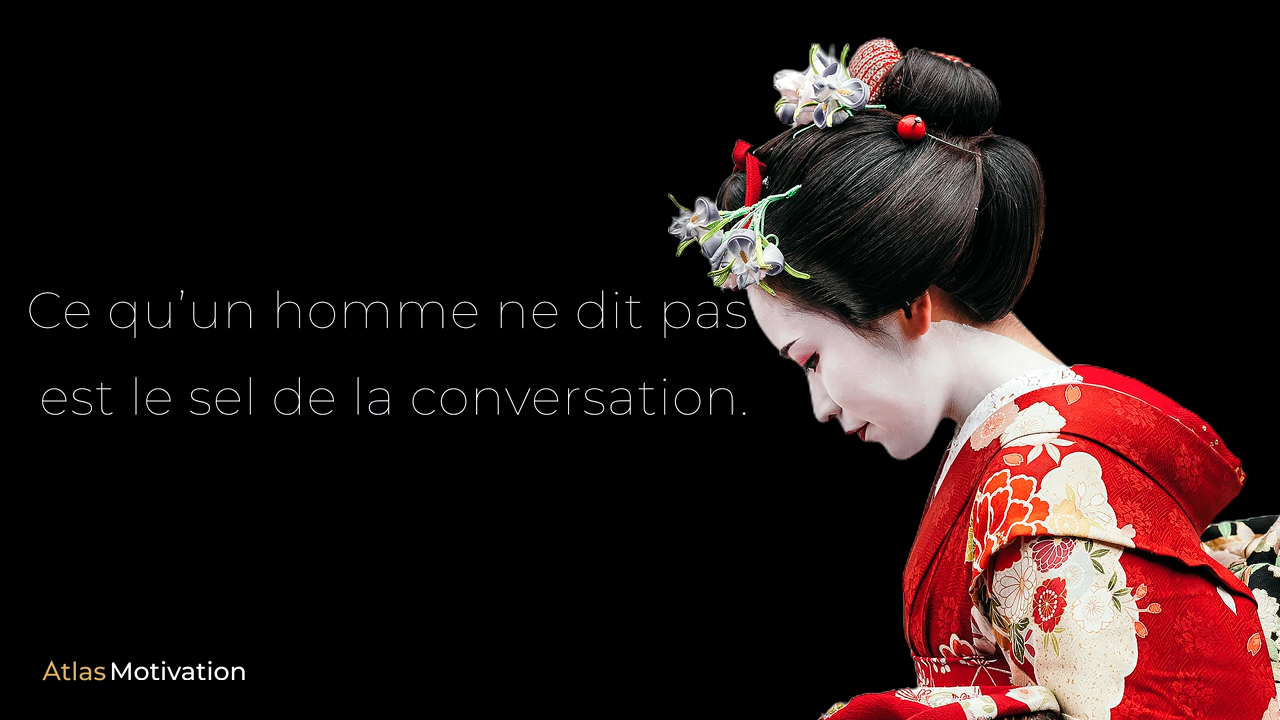 Ce qu’un homme ne dit pas
est le sel de la conversation.
Atlas Motivation